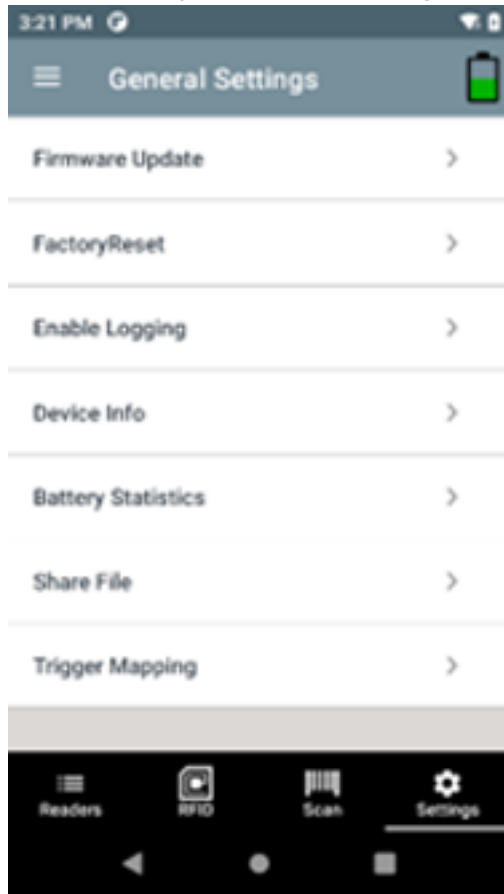 3:21 PM
General Settings
Firmware Update
FactoryReset
Enable Logging
Device Info
Battery Statistics
Share File
Trigger Mapping
Readers
RFID
Scan
Settings